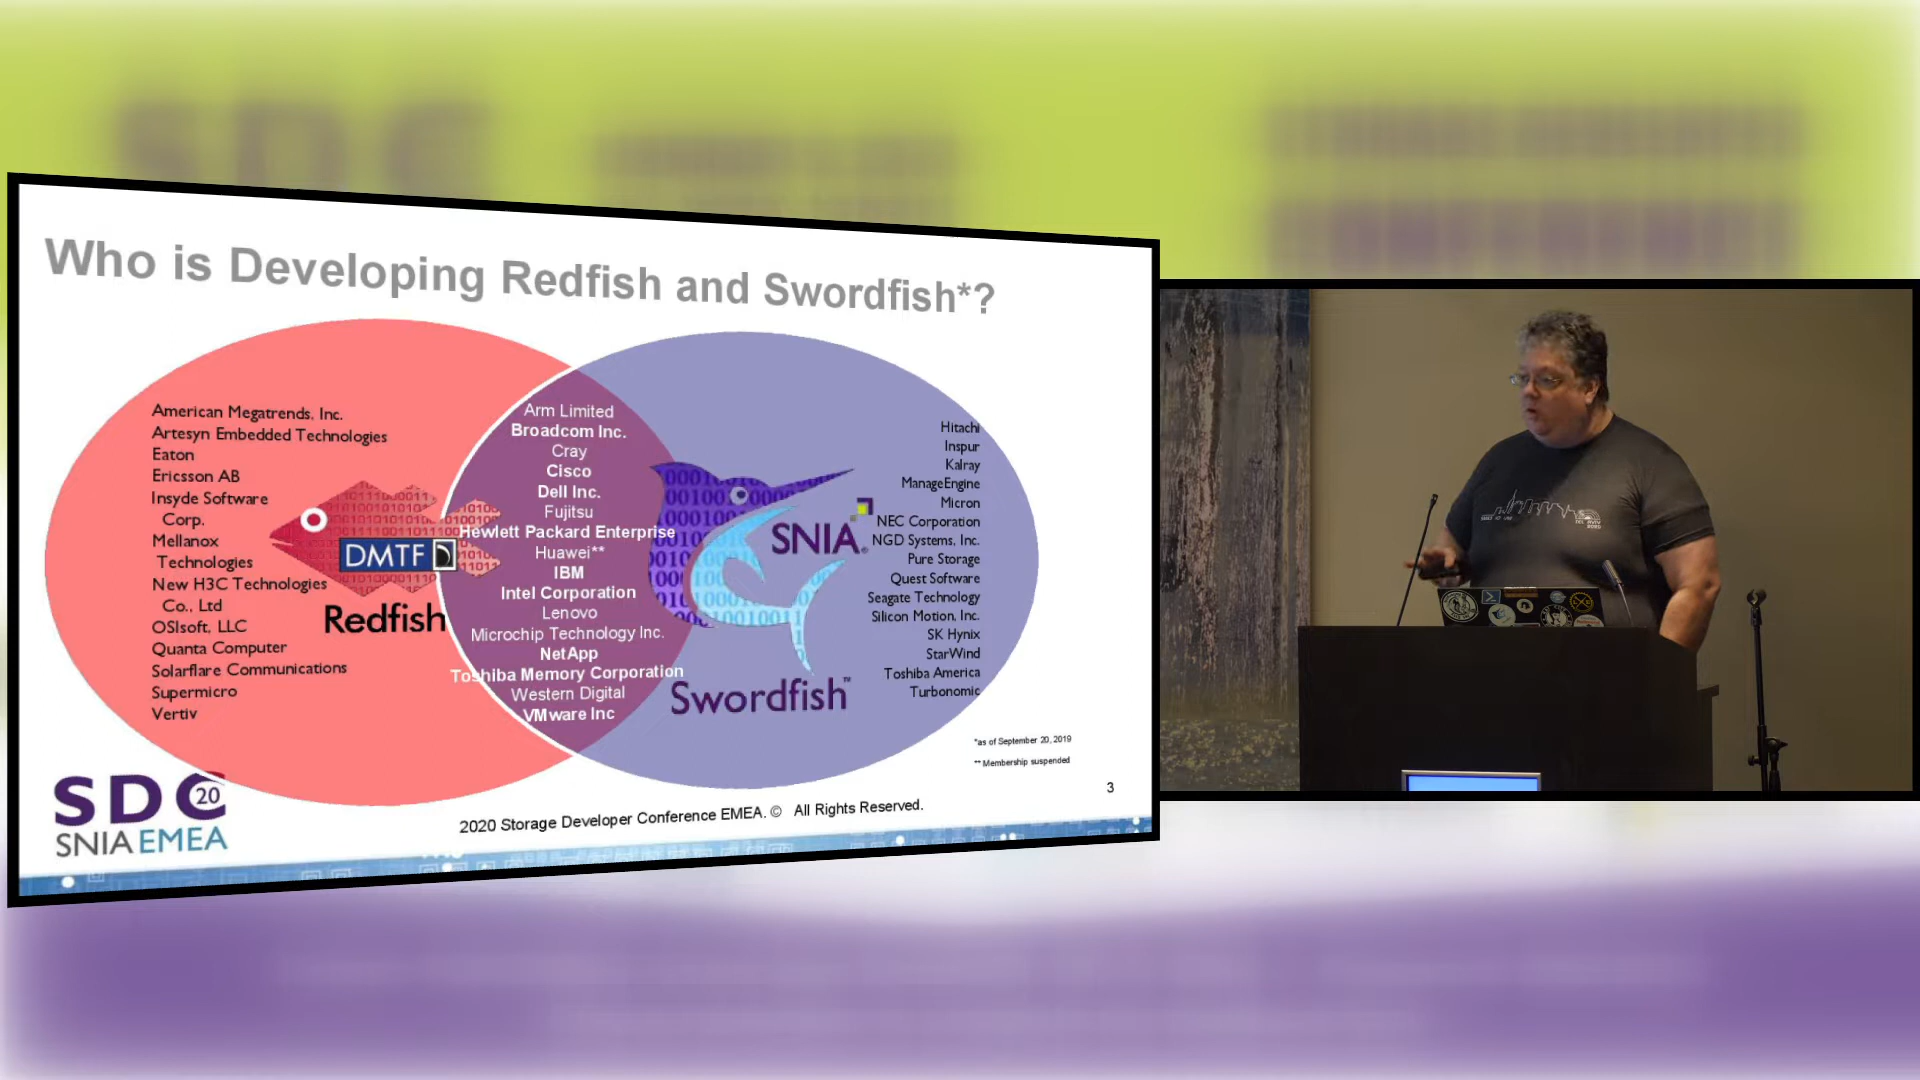 Who is Developing Redfish and Swordfish*?
American Megatrends, Inc.
Artesyn Embedded Technologies
Eaton
Ericsson AB
Insyde Software
Corp.
Mellanox
Technologies
New H3C Technologies
Co., Ltd
OSIsoft, LLC
Quanta Computer
Solarflare Communications
Supermicro
Vertiv
DMTF
Redfish
Arm Limited
Broadcom Inc.
Cray
Cisco
Dell Inc.
Fujitsu
Hewlett Packard Enterprise
Huawei**
IBM
Intel Corporation
Lenovo
Microchip Technology Inc.
NetApp
Toshiba Memory Corporation
Western Digital
VMware Inc
SNIA®
Swordfish™
Hitachi
Inspur
Kalray
ManageEngine
Micron
NEC Corporation
NGD Systems, Inc.
Pure Storage
Quest Software
Seagate Technology
Silicon Motion, Inc.
SK Hynix
StarWind
Toshiba America
Turbonomic
*as of September 20, 2019
** Membership suspended
3
SDC 20
SNIA EMEA
2020 Storage Developer Conference EMEA. © All Rights Reserved.